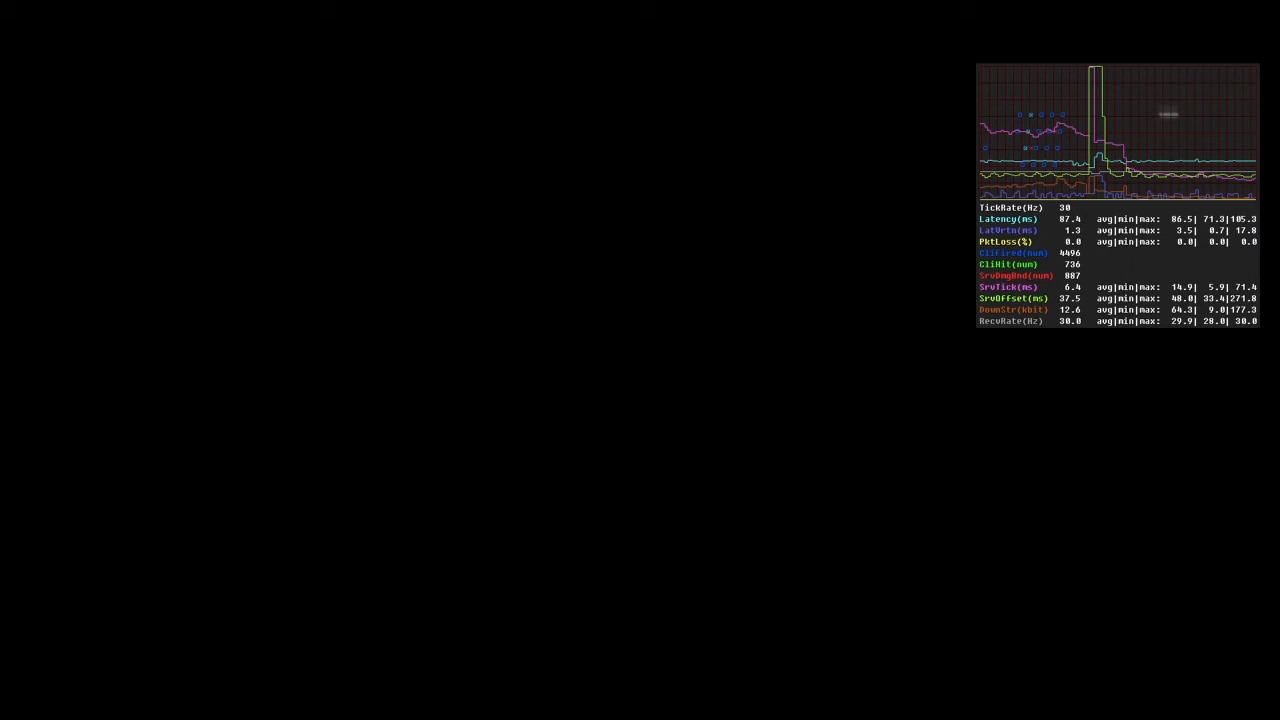 TickRate(Hz) 30
Latency(ms) 87.4 avg|min|max: 86.5| 71.3|105.3
LatVrtn(ms) 1.3 avg|min|max: 3.5| 0.7| 17.8
PktLoss(%) 0.0 avg|min|max: 0.0| 0.0| 0.0
CliFired(num) 4496
CliHit(num) 736
SrvDmgBnd(num) 887
SrvTick(ms) 6.4 avg|min|max: 14.9| 5.9| 71.4
SrvOffset(ms) 37.5 avg|min|max: 48.0| 33.4|271.8
DownStr(kbit) 12.6 avg|min|max: 64.3| 9.0|177.3
RecvRate(Hz) 30.0 avg|min|max: 29.9| 28.0| 30.0